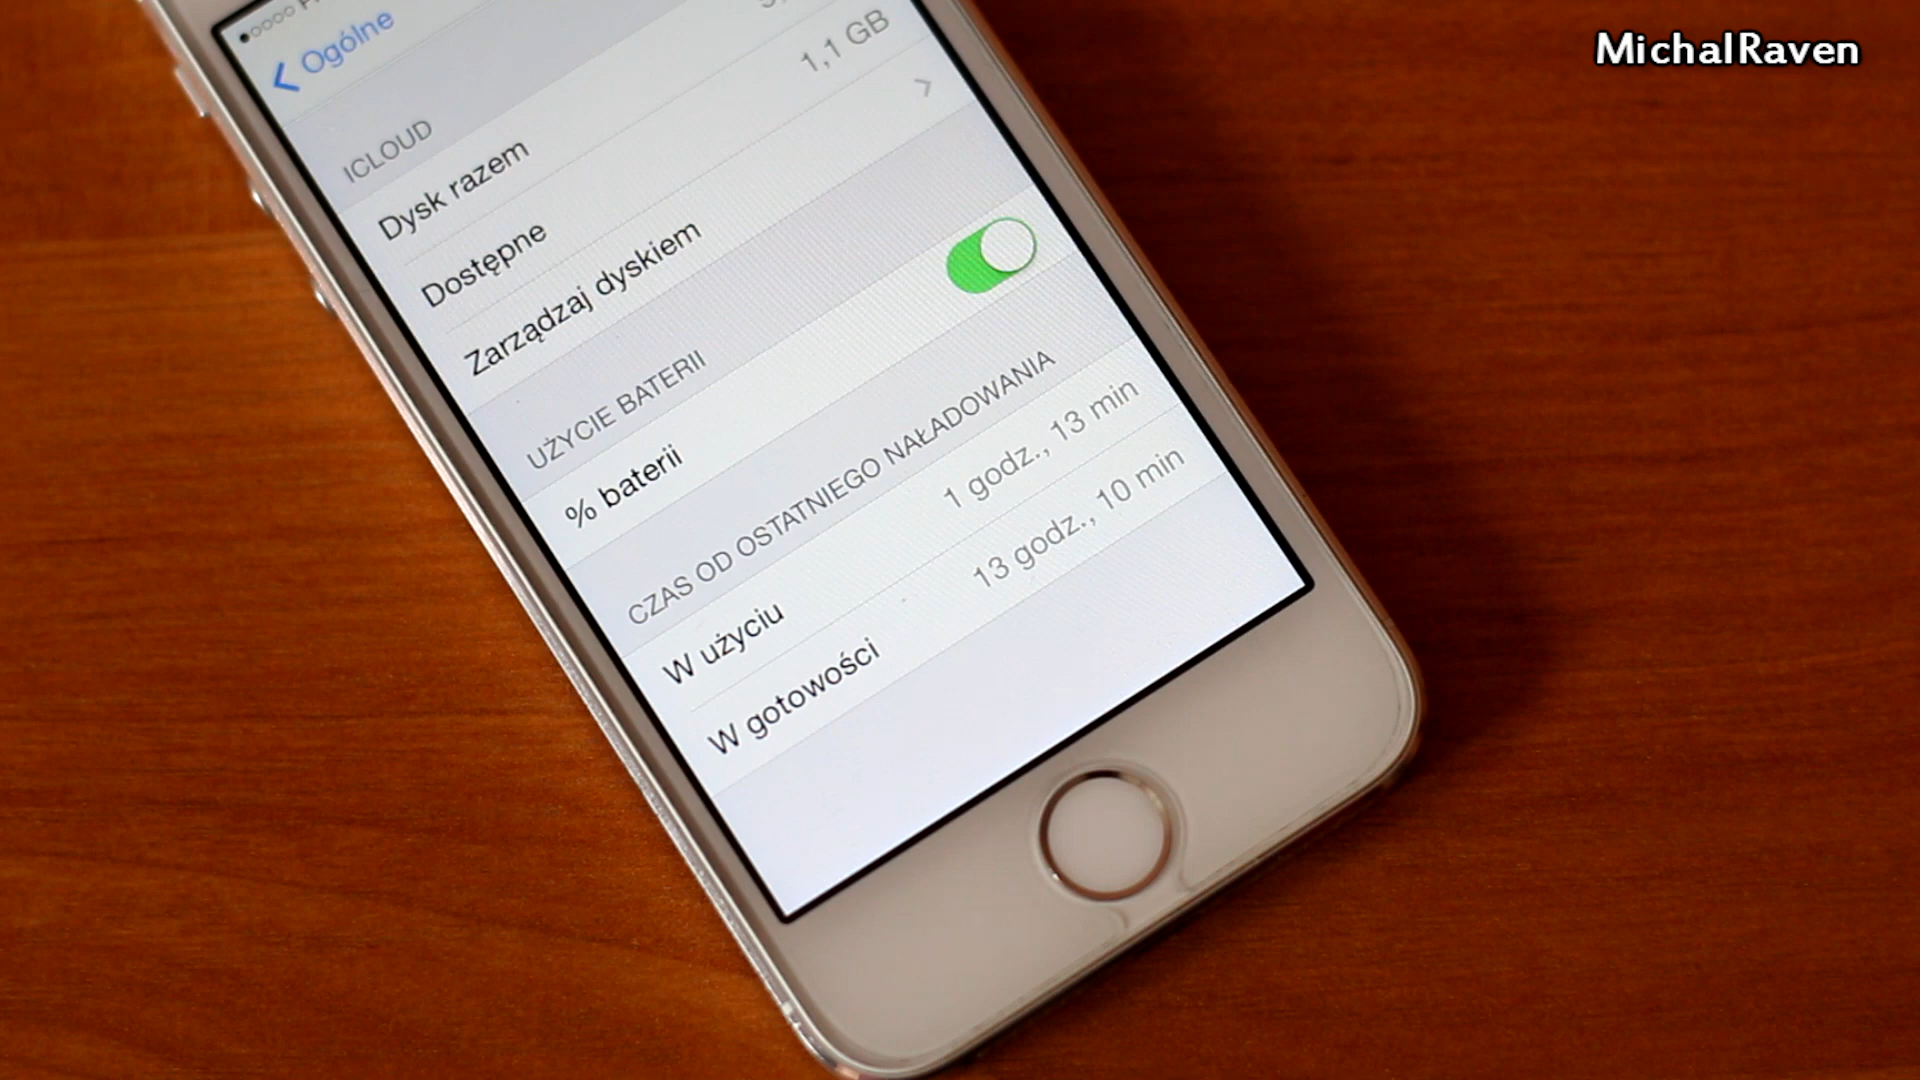 MichalRaven
Ogólne
ICLOUD
Dysk razem
Dostępne 1,1 GB
Zarządzaj dyskiem
UŻYCIE BATERII
% baterii
CZAS OD OSTATNIEGO NAŁADOWANIA
W użyciu 1 godz., 13 min
W gotowości 13 godz., 10 min